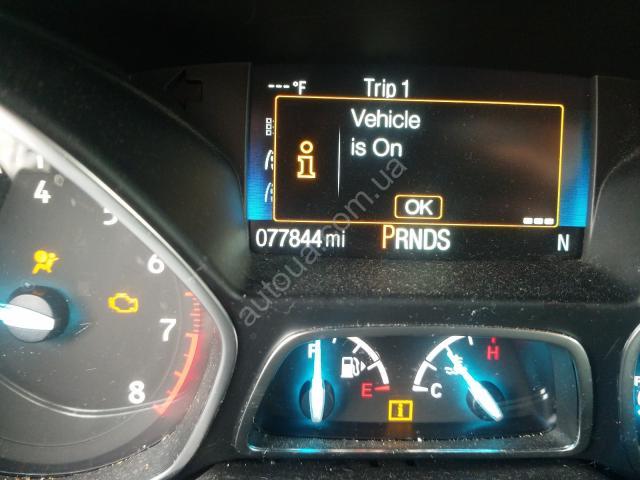 --- °F Trip 1
Vehicle
is On
OK
077844 mi PRNDS N
4
5
6
7
8
F
E
C
H
autoua.com.ua